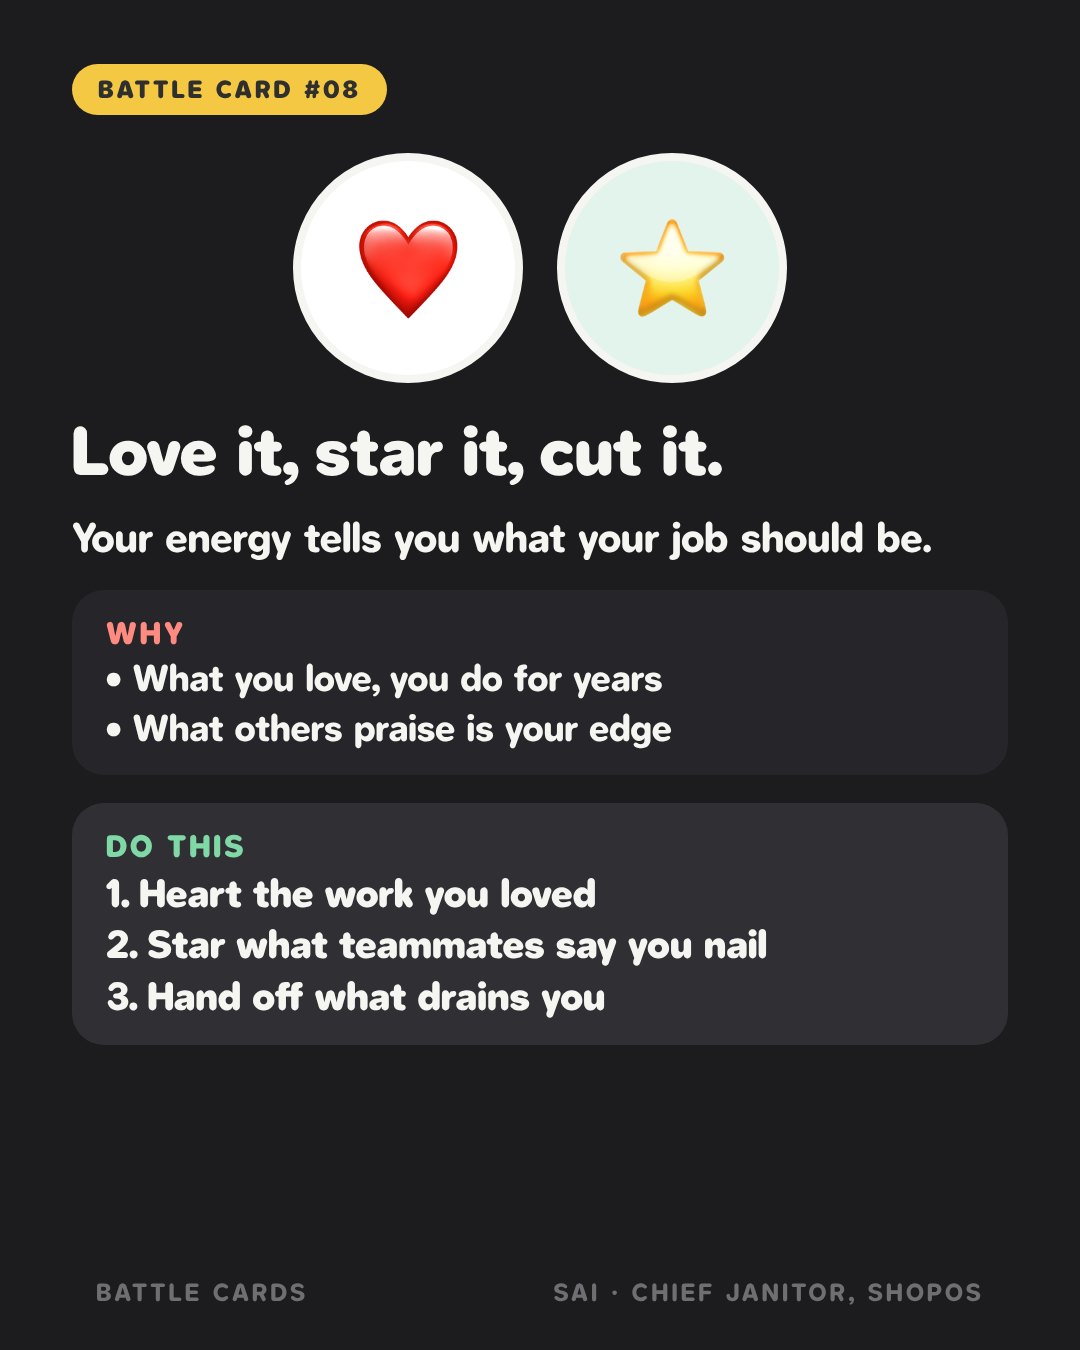 BATTLE CARD #08
Love it, star it, cut it.
Your energy tells you what your job should be.
WHY
• What you love, you do for years
• What others praise is your edge
DO THIS
1. Heart the work you loved
2. Star what teammates say you nail
3. Hand off what drains you
BATTLE CARDS
SAI · CHIEF JANITOR, SHOPOS